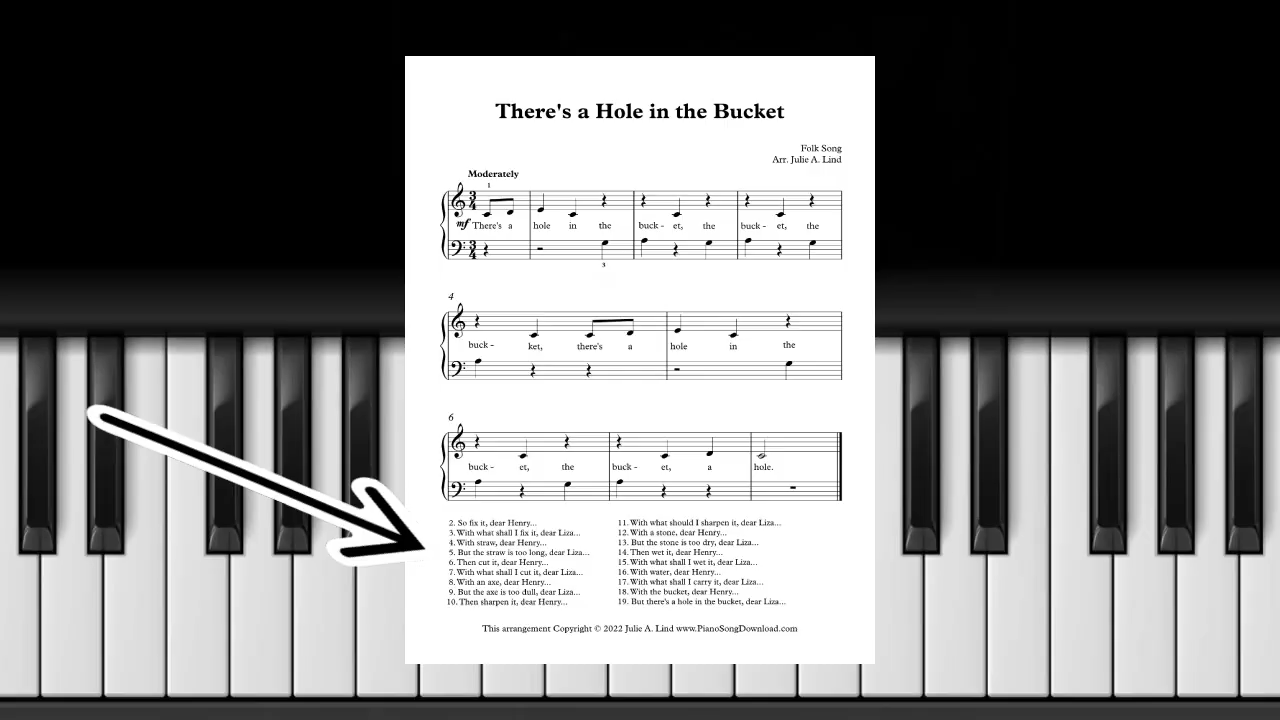 There's a Hole in the Bucket
Folk Song
Arr. Julie A. Lind
Moderately
1
mf There's a hole in the buck - et, the buck - et, the
3
4
buck - ket, there's a hole in the
6
buck - et, the buck - et, a hole.
2. So fix it, dear Henry...
3. With what shall I fix it, dear Liza...
4. With straw, dear Henry...
5. But the straw is too long, dear Liza...
6. Then cut it, dear Henry...
7. With what shall I cut it, dear Liza...
8. With an axe, dear Henry...
9. But the axe is too dull, dear Liza...
10. Then sharpen it, dear Henry...
11. With what should I sharpen it, dear Liza...
12. With a stone, dear Henry...
13. But the stone is too dry, dear Liza...
14. Then wet it, dear Henry...
15. With what shall I wet it, dear Liza...
16. With water, dear Henry...
17. With what shall I carry it, dear Liza...
18. With the bucket, dear Henry...
19. But there's a hole in the bucket, dear Liza...
This arrangement Copyright © 2022 Julie A. Lind www.PianoSongDownload.com